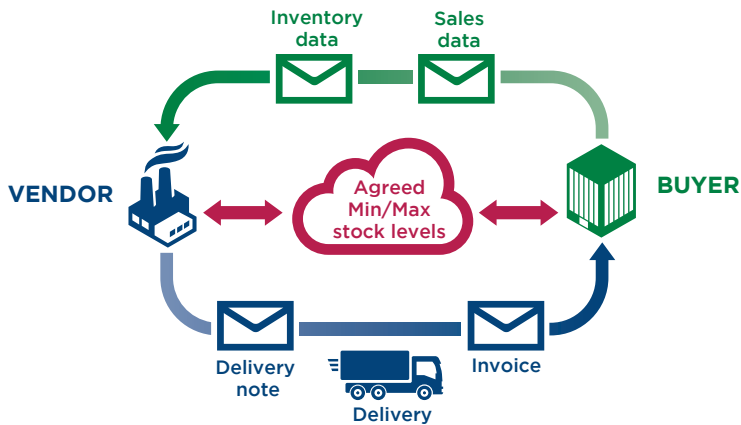 Inventory
data
Sales
data
VENDOR
Agreed
Min/Max
stock levels
BUYER
Delivery
note
Invoice
Delivery